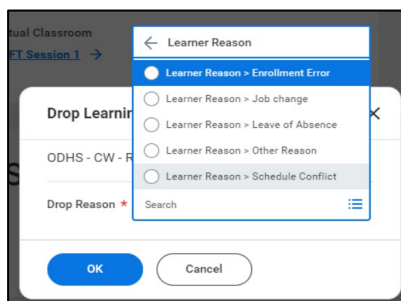 tual Classroom
FT Session 1 →
← Learner Reason
Learner Reason > Enrollment Error
Learner Reason > Job change
Learner Reason > Leave of Absence
Learner Reason > Other Reason
Learner Reason > Schedule Conflict
Search
Drop Learnin
ODHS - CW - R
Drop Reason *
OK
Cancel